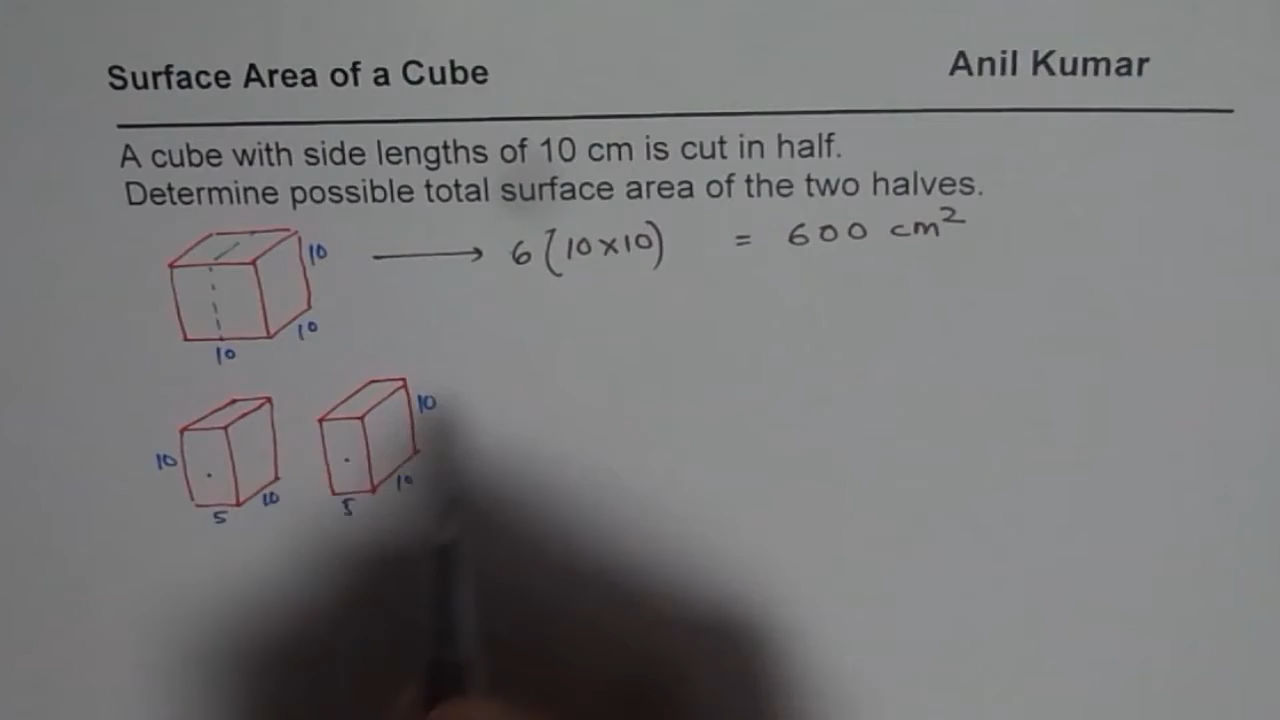 Surface Area of a Cube Anil Kumar
A cube with side lengths of 10 cm is cut in half.
Determine possible total surface area of the two halves.
10 → 6(10×10) = 600 cm²
10
10
10
10
10
10
5
5